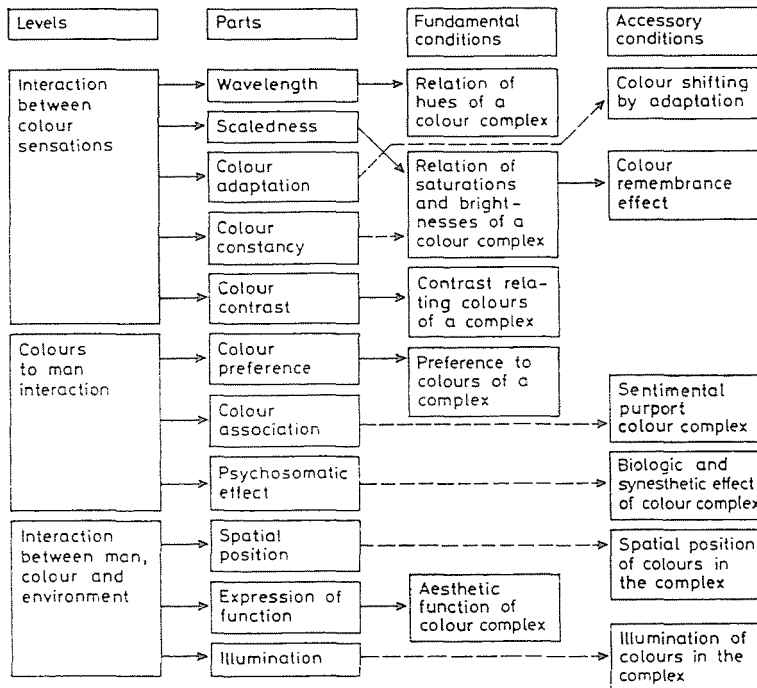 Levels
Parts
Fundamental
conditions
Accessory
conditions
Interaction
between
colour
sensations
Wavelength
Relation of
hues of a
colour complex
Colour shifting
by adaptation
Scaledness
Colour
adaptation
Relation of
saturations
and bright-
nesses of a
colour complex
Colour
remembrance
effect
Colour
constancy
Colour
contrast
Contrast rela-
ting colours
of a complex
Colours
to man
interaction
Colour
preference
Preference to
colours of a
complex
Colour
association
Sentimental
purport
colour complex
Psychosomatic
effect
Biologic and
synesthetic effect
of colour complex
Interaction
between man,
colour and
environment
Spatial
position
Spatial position
of colours in
the complex
Expression of
function
Aesthetic
function of
colour complex
Illumination
Illumination of
colours in the
complex